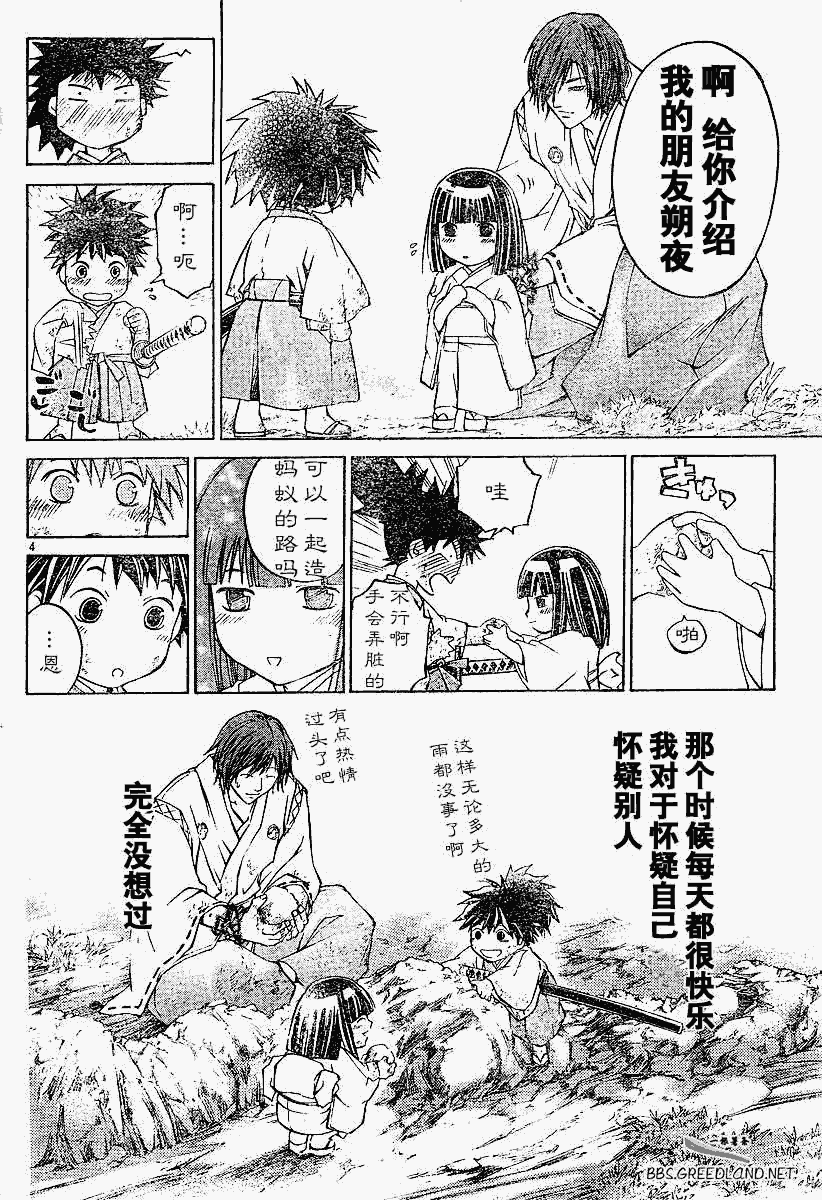 啊 给你介绍
我的朋友朔夜
啊…呃
キュッ
啪
哇
不行啊
手会弄脏的
可以一起造
蚂蚁的路吗
4
…恩
那个时候每天都很快乐
我对于怀疑自己
怀疑别人
这样无论多大的
雨都没事了啊
有点热情
过头了吧
完全没想过
BBS.GREEDLAND.NET